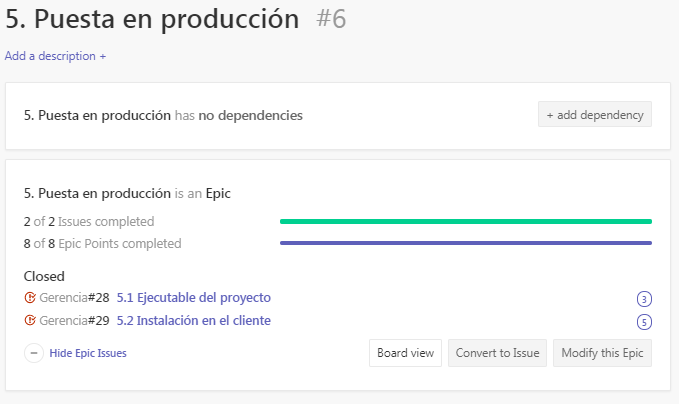 5. Puesta en producción #6
Add a description +
5. Puesta en producción has no dependencies
+ add dependency
5. Puesta en producción is an Epic
2 of 2 Issues completed
8 of 8 Epic Points completed
Closed
Gerencia#28 5.1 Ejecutable del proyecto 3
Gerencia#29 5.2 Instalación en el cliente 5
Hide Epic Issues Board view Convert to Issue Modify this Epic